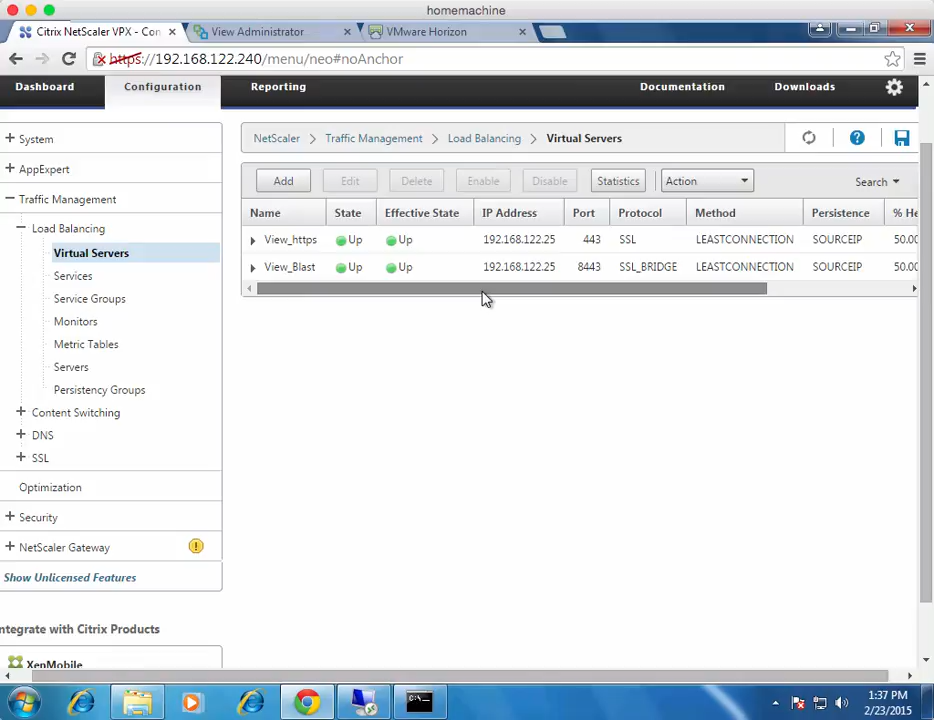 homemachine
Citrix NetScaler VPX - Con
View Administrator
VMware Horizon
https://192.168.122.240/menu/neo#noAnchor
Dashboard
Configuration
Reporting
Documentation
Downloads
+ System
+ AppExpert
− Traffic Management
− Load Balancing
Virtual Servers
Services
Service Groups
Monitors
Metric Tables
Servers
Persistency Groups
+ Content Switching
+ DNS
+ SSL
Optimization
+ Security
+ NetScaler Gateway
Show Unlicensed Features
ntegrate with Citrix Products
XenMobile
NetScaler > Traffic Management > Load Balancing > Virtual Servers
Add Edit Delete Enable Disable Statistics Action Search
Name State Effective State IP Address Port Protocol Method Persistence % He
View_https Up Up 192.168.122.25 443 SSL LEASTCONNECTION SOURCEIP 50.00
View_Blast Up Up 192.168.122.25 8443 SSL_BRIDGE LEASTCONNECTION SOURCEIP 50.00
C:\_
1:37 PM
2/23/2015